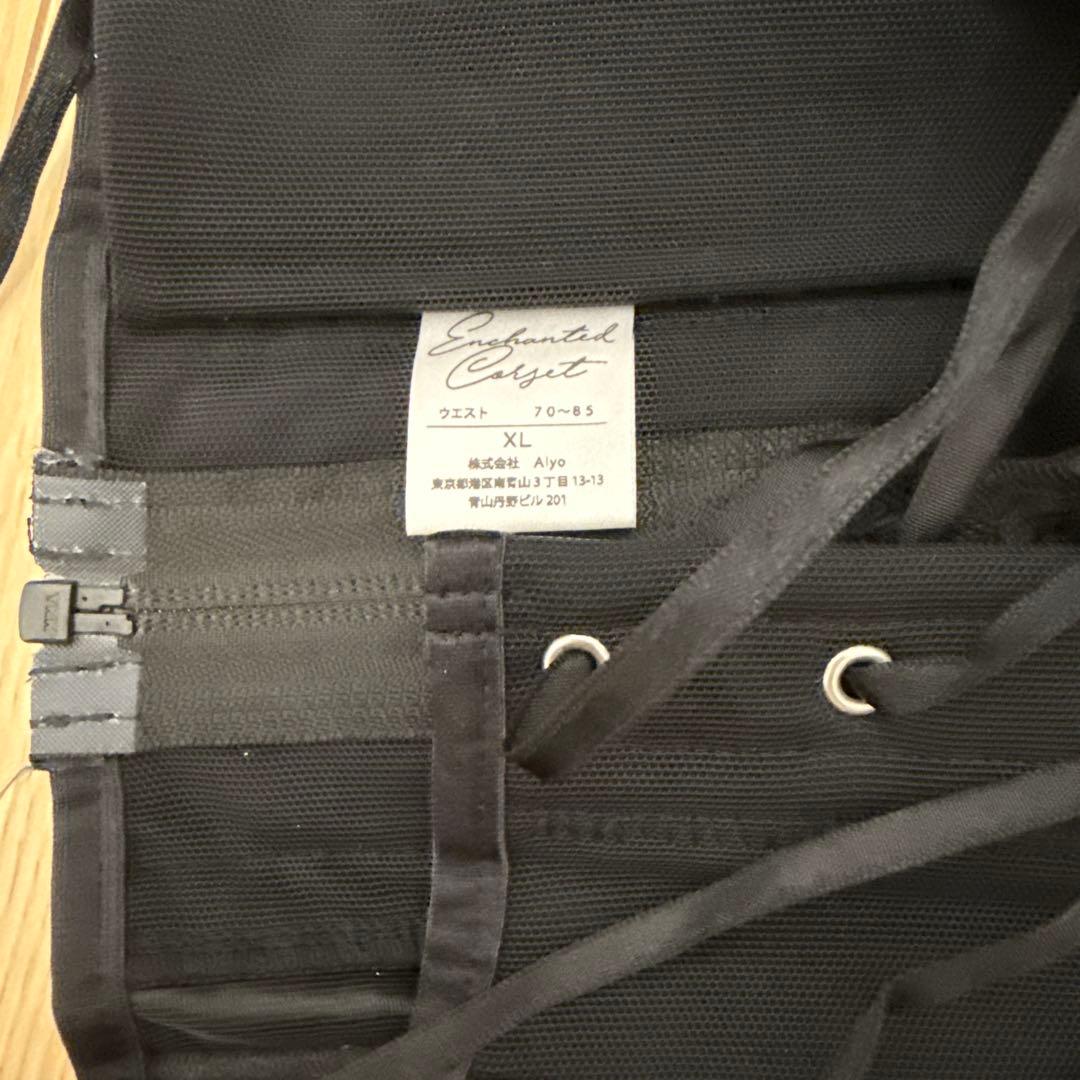 Enchanted
Corset
ウエスト 70〜85
XL
株式会社 Alyo
東京都港区南青山3丁目13-13
青山丹野ビル201